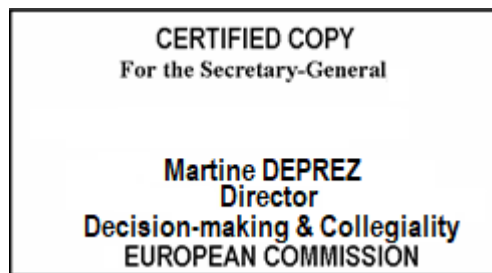 CERTIFIED COPY
For the Secretary-General
Martine DEPREZ
Director
Decision-making & Collegiality
EUROPEAN COMMISSION